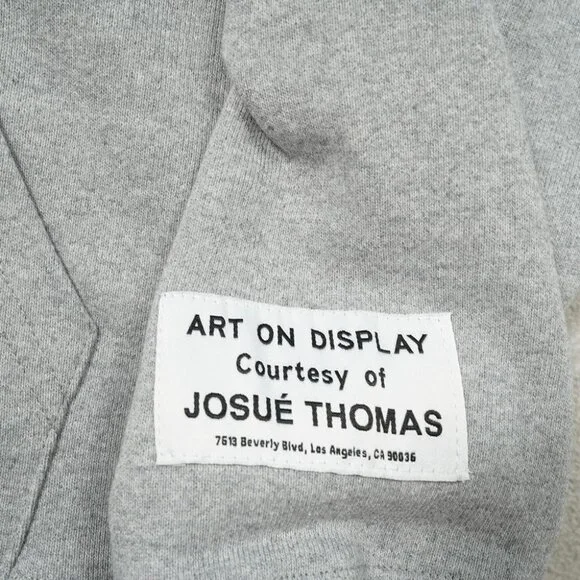 ART ON DISPLAY
Courtesy of
JOSUÉ THOMAS
7613 Beverly Blvd, Los Angeles, CA 90036